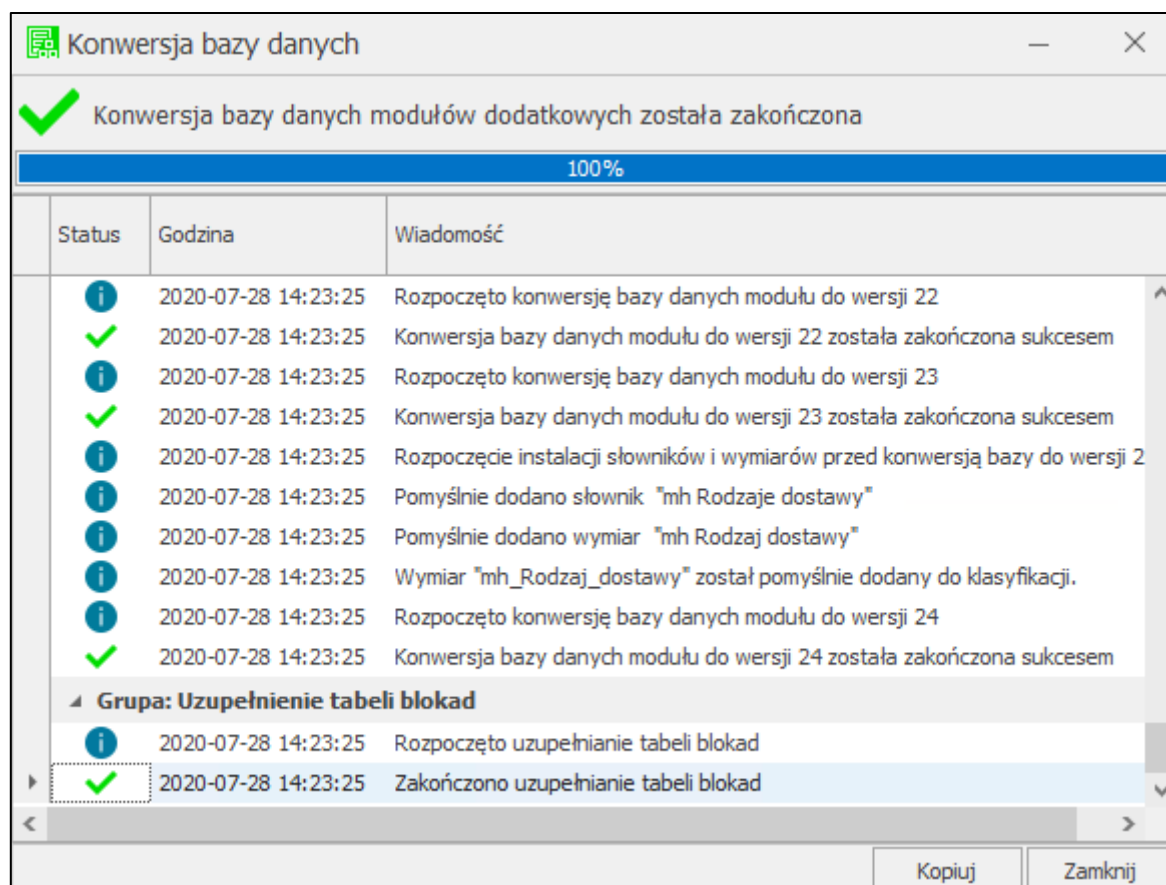 Konwersja bazy danych
Konwersja bazy danych modułów dodatkowych została zakończona
100%
Status Godzina Wiadomość
2020-07-28 14:23:25 Rozpoczęto konwersję bazy danych modułu do wersji 22
2020-07-28 14:23:25 Konwersja bazy danych modułu do wersji 22 została zakończona sukcesem
2020-07-28 14:23:25 Rozpoczęto konwersję bazy danych modułu do wersji 23
2020-07-28 14:23:25 Konwersja bazy danych modułu do wersji 23 została zakończona sukcesem
2020-07-28 14:23:25 Rozpoczęcie instalacji słowników i wymiarów przed konwersją bazy do wersji 2
2020-07-28 14:23:25 Pomyślnie dodano słownik "mh Rodzaje dostawy"
2020-07-28 14:23:25 Pomyślnie dodano wymiar "mh Rodzaj dostawy"
2020-07-28 14:23:25 Wymiar "mh_Rodzaj_dostawy" został pomyślnie dodany do klasyfikacji.
2020-07-28 14:23:25 Rozpoczęto konwersję bazy danych modułu do wersji 24
2020-07-28 14:23:25 Konwersja bazy danych modułu do wersji 24 została zakończona sukcesem
Grupa: Uzupełnienie tabeli blokad
2020-07-28 14:23:25 Rozpoczęto uzupełnianie tabeli blokad
2020-07-28 14:23:25 Zakończono uzupełnianie tabeli blokad
Kopiuj Zamknij